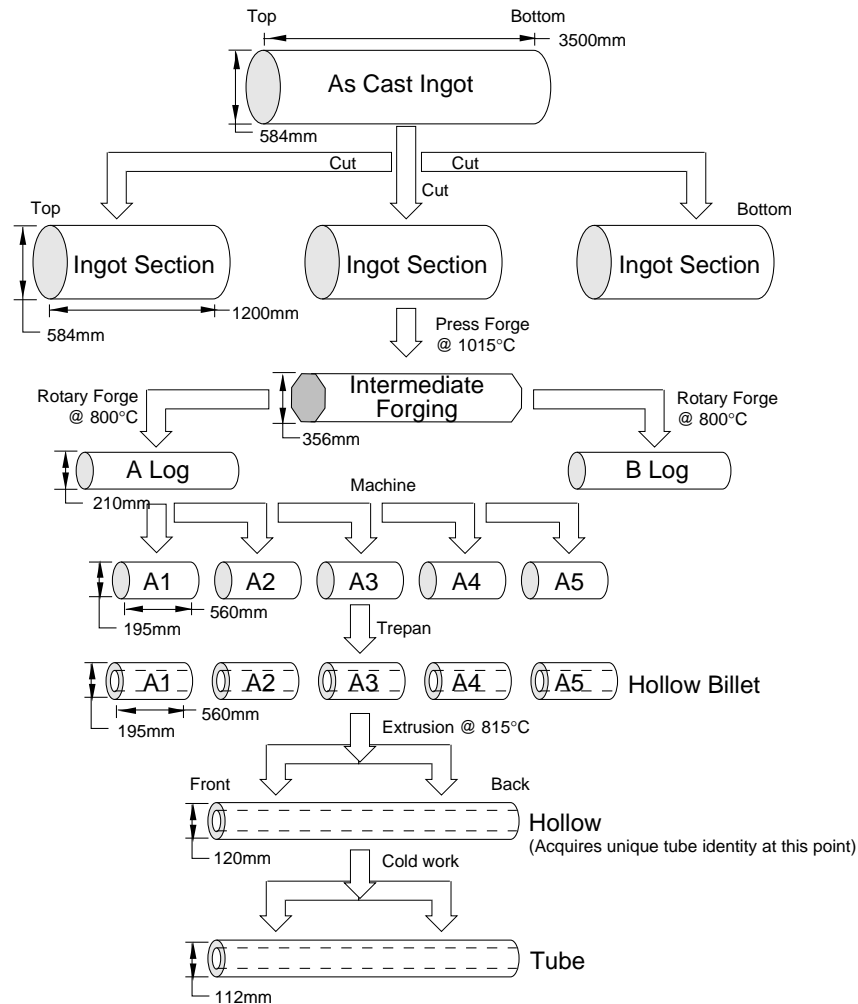 Top
Bottom
3500mm
As Cast Ingot
584mm
Cut
Cut
Cut
Top
Bottom
Ingot Section
Ingot Section
Ingot Section
1200mm
584mm
Press Forge
@ 1015°C
Intermediate
Forging
Rotary Forge
@ 800°C
Rotary Forge
@ 800°C
356mm
A Log
B Log
210mm
Machine
A1
A2
A3
A4
A5
560mm
195mm
Trepan
A1
A2
A3
A4
A5
Hollow Billet
560mm
195mm
Extrusion @ 815°C
Front
Back
Hollow
(Acquires unique tube identity at this point)
120mm
Cold work
Tube
112mm